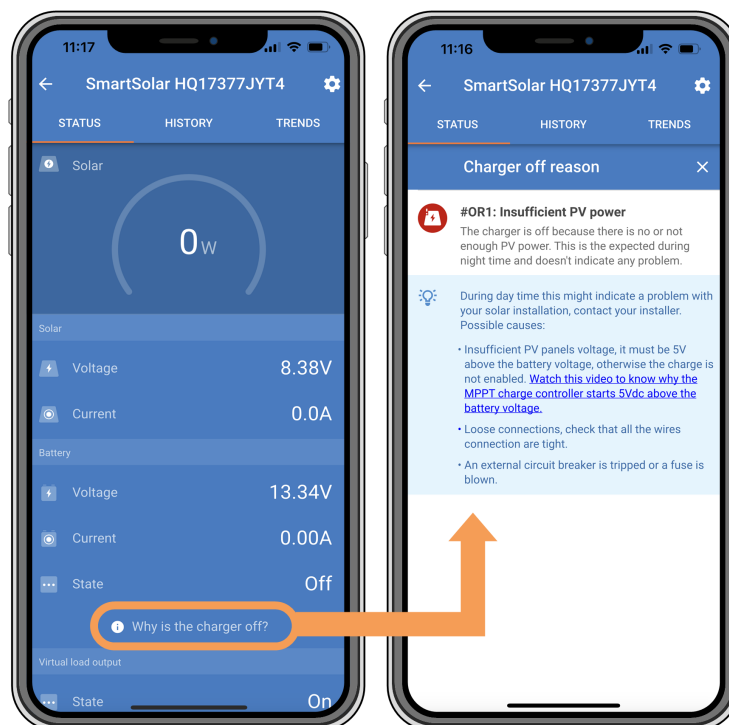 11:17
SmartSolar HQ17377JYT4
STATUS HISTORY TRENDS
Solar
0W
Solar
Voltage 8.38V
Current 0.0A
Battery
Voltage 13.34V
Current 0.00A
State Off
Why is the charger off?
Virtual load output
State On
11:16
SmartSolar HQ17377JYT4
STATUS HISTORY TRENDS
Charger off reason
#OR1: Insufficient PV power
The charger is off because there is no or not
enough PV power. This is the expected during
night time and doesn't indicate any problem.
During day time this might indicate a problem with
your solar installation, contact your installer.
Possible causes:
• Insufficient PV panels voltage, it must be 5V
above the battery voltage, otherwise the charge is
not enabled. Watch this video to know why the
MPPT charge controller starts 5Vdc above the
battery voltage.
• Loose connections, check that all the wires
connection are tight.
• An external circuit breaker is tripped or a fuse is
blown.